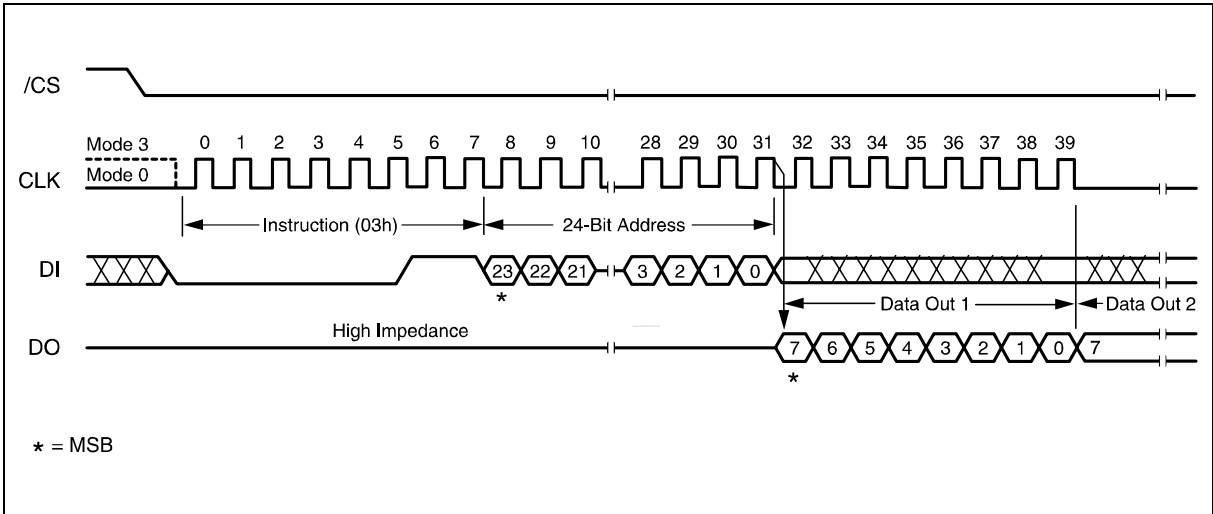 /CS
Mode 3
0 1 2 3 4 5 6 7 8 9 10 28 29 30 31 32 33 34 35 36 37 38 39
CLK
Mode 0
Instruction (03h)
24-Bit Address
DI
23 22 21 3 2 1 0
*
Data Out 1
Data Out 2
High Impedance
DO
7 6 5 4 3 2 1 0 7
*
* = MSB